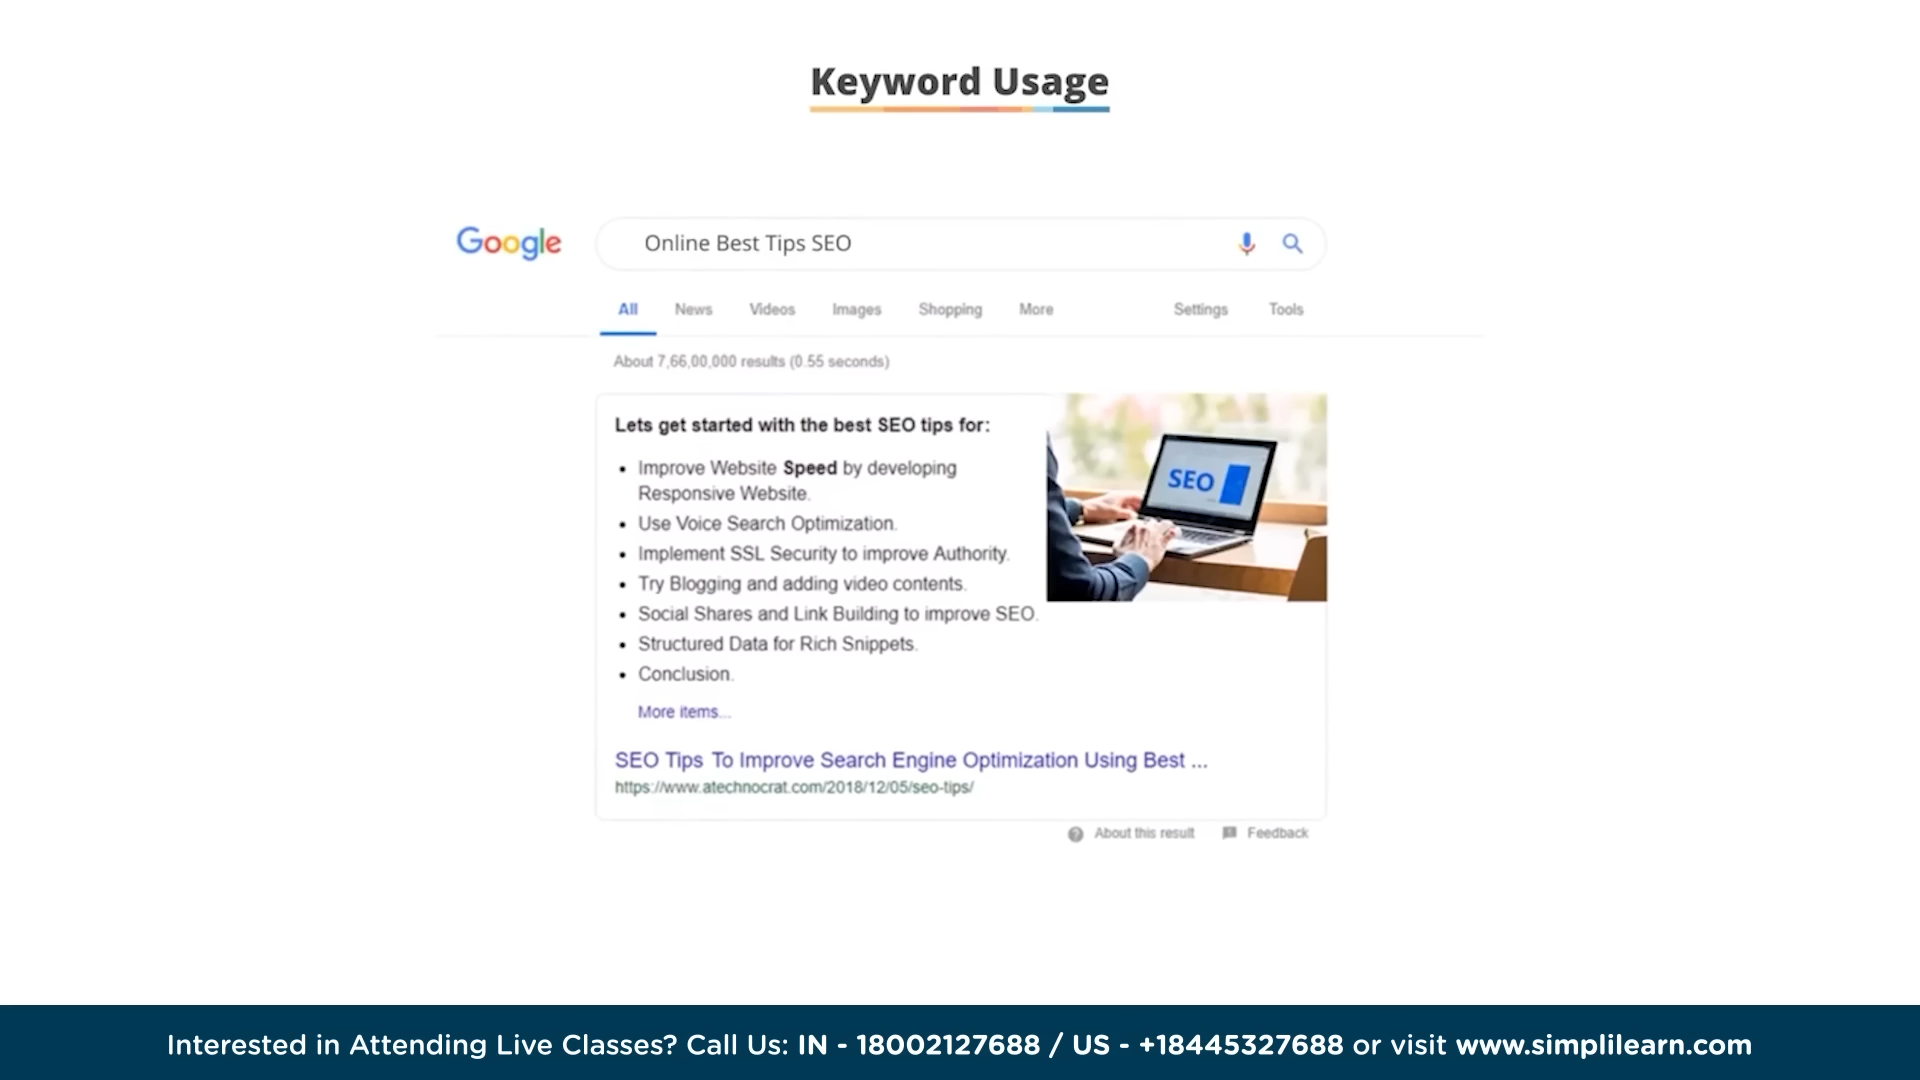 Keyword Usage
Google
Online Best Tips SEO
All News Videos Images Shopping More Settings Tools
About 7,66,00,000 results (0.55 seconds)
Lets get started with the best SEO tips for:
• Improve Website Speed by developing
Responsive Website.
• Use Voice Search Optimization.
• Implement SSL Security to improve Authority.
• Try Blogging and adding video contents.
• Social Shares and Link Building to improve SEO.
• Structured Data for Rich Snippets.
• Conclusion.
More items...
SEO
SEO Tips To Improve Search Engine Optimization Using Best ...
https://www.atechnocrat.com/2018/12/05/seo-tips/
About this result Feedback
Interested in Attending Live Classes? Call Us: IN - 18002127688 / US - +18445327688 or visit www.simplilearn.com